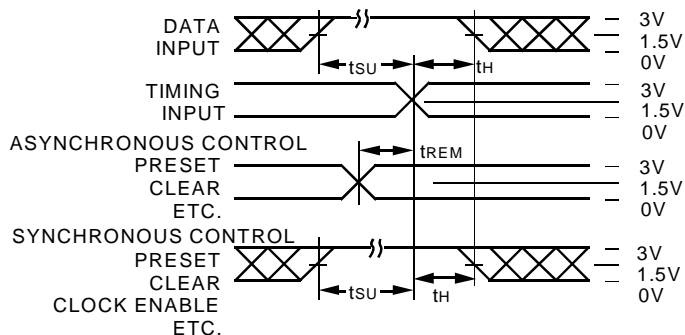 DATA
INPUT
3V
1.5V
0V
tSU
tH
TIMING
INPUT
3V
1.5V
0V
ASYNCHRONOUS CONTROL
PRESET
CLEAR
ETC.
tREM
3V
1.5V
0V
SYNCHRONOUS CONTROL
PRESET
CLEAR
CLOCK ENABLE
ETC.
tSU
tH
3V
1.5V
0V